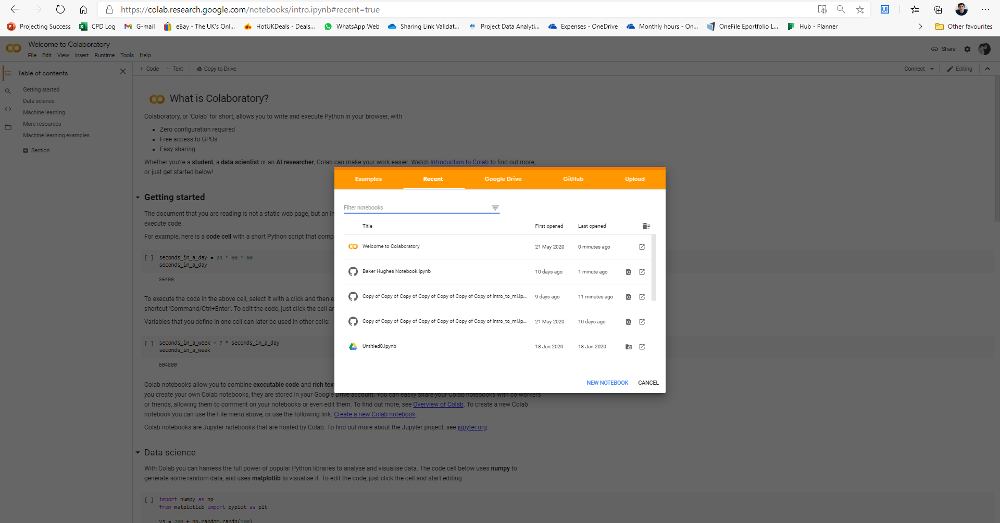 https://colab.research.google.com/notebooks/intro.ipynb#recent=true
Projecting Success CPD Log G-mail eBay - The UK's Onl... HotUKDeals - Deals... WhatsApp Web Sharing Link Validat... Project Data Analyti... Expenses - OneDrive Monthly hours - On... OneFile Eportfolio L... Hub - Planner Other favourites
Welcome to Colaboratory
File Edit View Insert Runtime Tools Help
Share
Table of contents
+ Code + Text Copy to Drive
Connect Editing
Getting started
Data science
Machine learning
More resources
Machine learning examples
Section
What is Colaboratory?
Colaboratory, or 'Colab' for short, allows you to write and execute Python in your browser, with
• Zero configuration required
• Free access to GPUs
• Easy sharing
Whether you're a student, a data scientist or an AI researcher, Colab can make your work easier. Watch Introduction to Colab to find out more,
or just get started below!
Getting started
The document that you are reading is not a static web page, but an in
execute code.
For example, here is a code cell with a short Python script that comp
[ ] seconds_in_a_day = 24 * 60 * 60
seconds_in_a_day
86400
To execute the code in the above cell, select it with a click and then e
shortcut 'Command/Ctrl+Enter'. To edit the code, just click the cell an
Variables that you define in one cell can later be used in other cells:
[ ] seconds_in_a_week = 7 * seconds_in_a_day
seconds_in_a_week
604800
Colab notebooks allow you to combine executable code and rich text
you create your own Colab notebooks, they are stored in your Google Drive account. You can easily share your Colab notebooks with co-workers
or friends, allowing them to comment on your notebooks or even edit them. To find out more, see Overview of Colab. To create a new Colab
notebook you can use the File menu above, or use the following link: Create a new Colab notebook.
Colab notebooks are Jupyter notebooks that are hosted by Colab. To find out more about the Jupyter project, see jupyter.org.
Data science
With Colab you can harness the full power of popular Python libraries to analyse and visualise data. The code cell below uses numpy to
generate some random data, and uses matplotlib to visualise it. To edit the code, just click the cell and start editing.
[ ] import numpy as np
from matplotlib import pyplot as plt
ys = 200 + np.random.randn(100)
Examples Recent Google Drive GitHub Upload
Filter notebooks
Title First opened Last opened
Welcome to Colaboratory 21 May 2020 0 minutes ago
Baker Hughes Notebook.ipynb 10 days ago 1 minute ago
Copy of Copy of Copy of Copy of Copy of Copy of Copy of intro_to_ml.ip... 9 days ago 11 minutes ago
Copy of Copy of Copy of Copy of Copy of Copy of Copy of intro_to_ml.ip... 21 May 2020 10 days ago
Untitled0.ipynb 18 Jun 2020 18 Jun 2020
NEW NOTEBOOK CANCEL